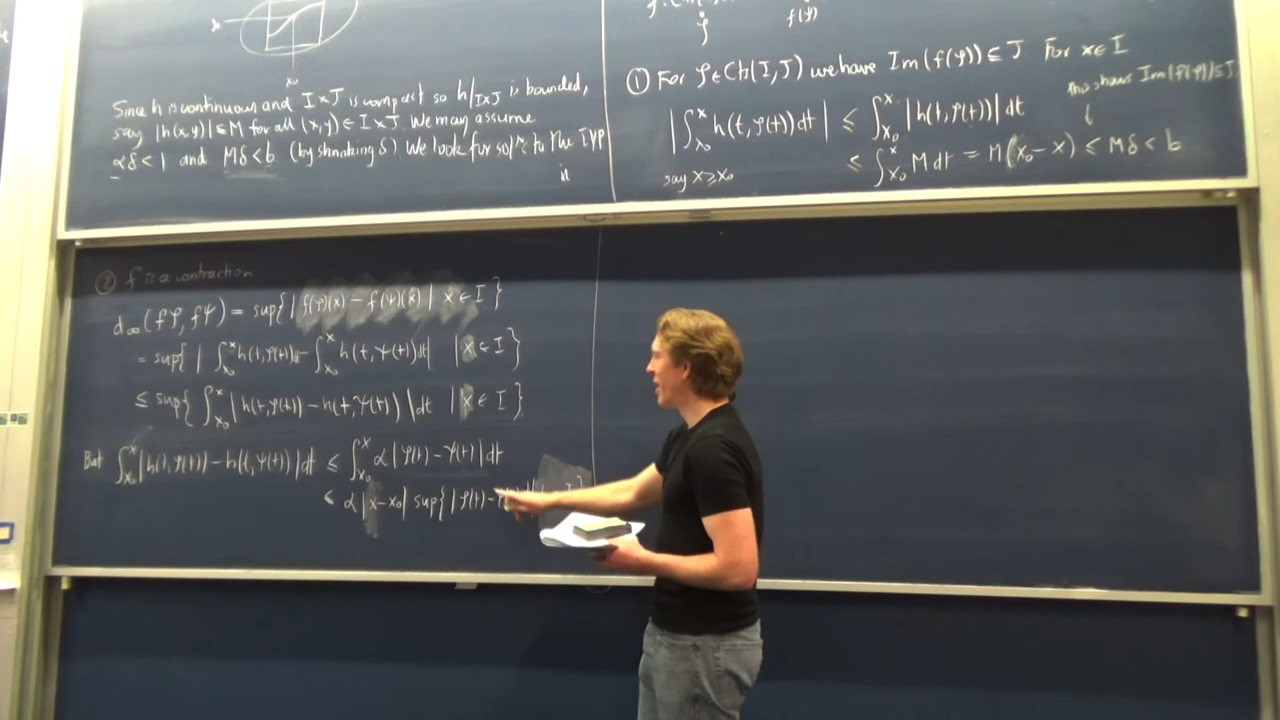 x₀
Since h is continuous and I×J is compact so h|_{I×J} is bounded,
say |h(x,y)| ≤ M for all (x,y) ∈ I×J. We may assume
αδ < 1 and Mδ < b (by shrinking δ) We look for solⁿˢ to the IVP
in
f(φ)
① For φ∈Ch(I,J) we have Im(f(φ)) ⊆ J. For x∈I
this shows Im(f(φ)) ⊆ J.
↓
|∫_{x₀}^{x} h(t,φ(t))dt| ≤ ∫_{x₀}^{x} |h(t,φ(t))| dt
say x ≥ x₀
≤ ∫_{x₀}^{x} M dt = M(x₀ - x) ≤ Mδ < b
② f is a contraction
d_∞(fφ, fψ) = sup{ | f(φ)(x) - f(ψ)(x) | x ∈ I }
= sup{ | ∫_{x₀}^{x} h(t,φ(t))dt - ∫_{x₀}^{x} h(t,ψ(t))dt | | x ∈ I }
≤ sup{ ∫_{x₀}^{x} | h(t,φ(t)) - h(t,ψ(t)) | dt | x ∈ I }.
But ∫_{x₀}^{x} |h(t,φ(t)) - h(t,ψ(t))| dt ≤ ∫_{x₀}^{x} α|φ(t) - ψ(t)| dt
≤ α|x-x₀| sup{ |φ(t) -